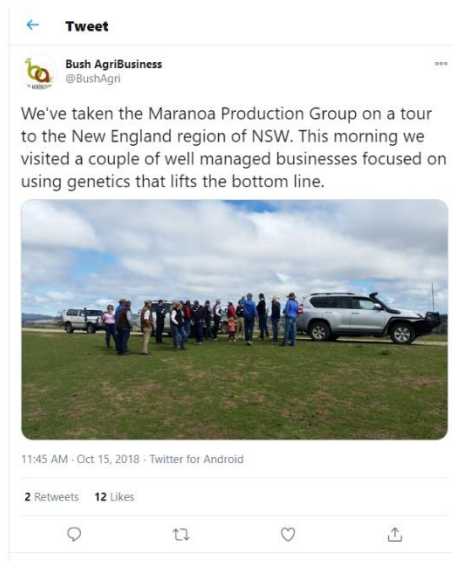 Tweet
Bush AgriBusiness
@BushAgri
We've taken the Maranoa Production Group on a tour
to the New England region of NSW. This morning we
visited a couple of well managed businesses focused on
using genetics that lifts the bottom line.
11:45 AM · Oct 15, 2018 · Twitter for Android
2 Retweets 12 Likes